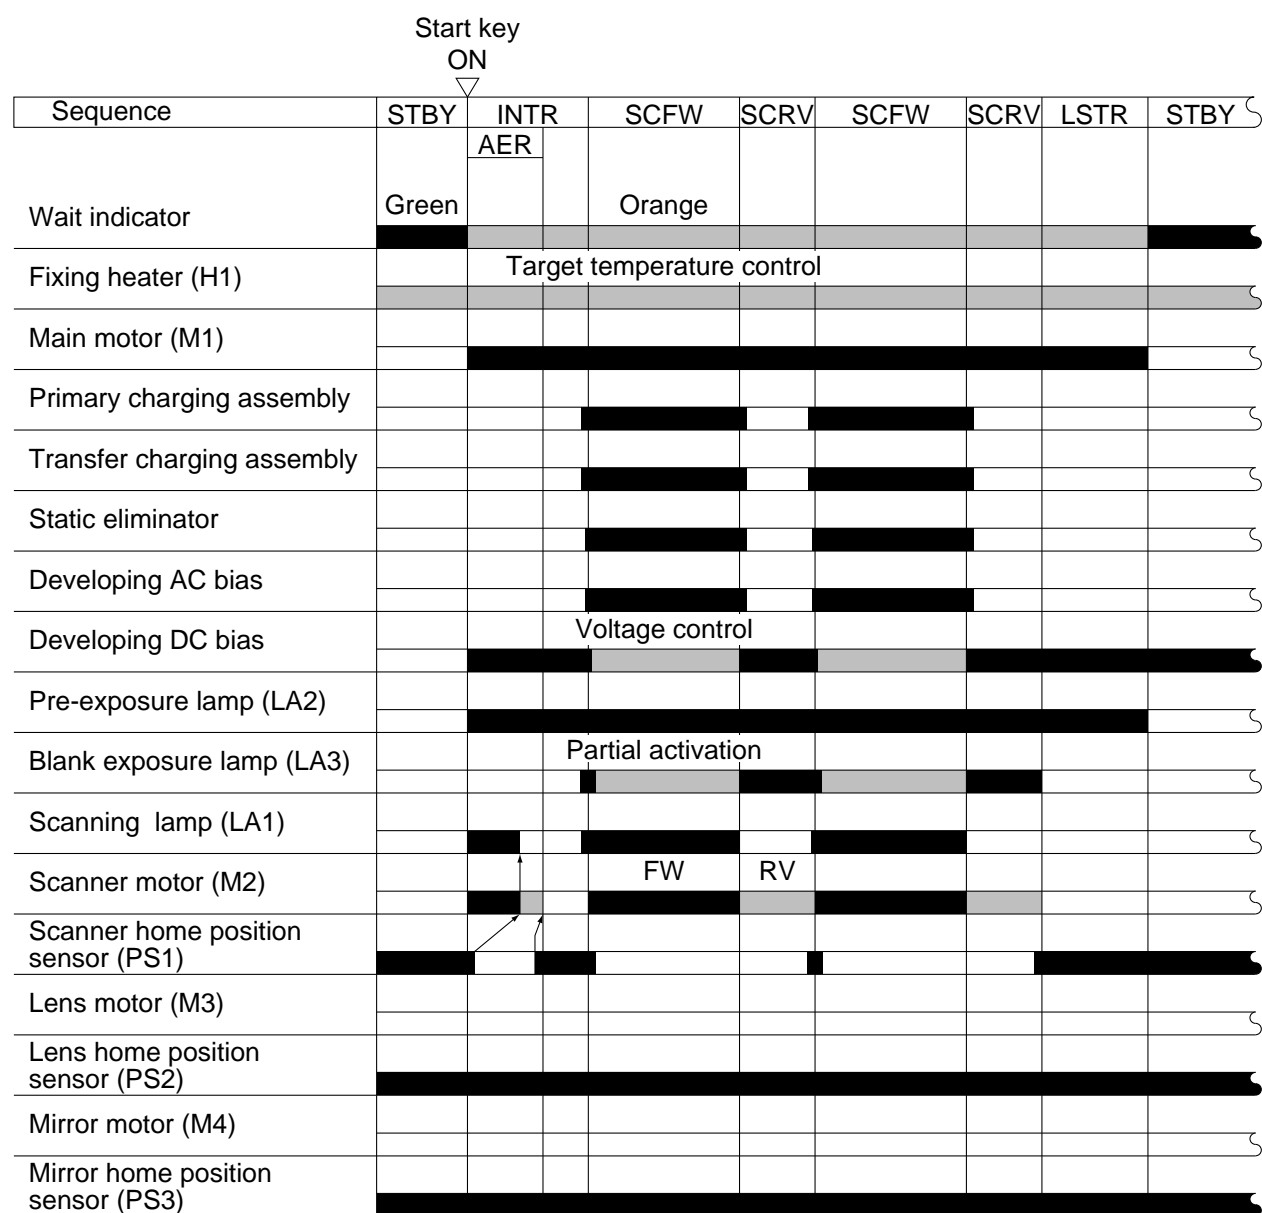 Start key
ON
Sequence STBY INTR SCFW SCRV SCFW SCRV LSTR STBY
AER
Wait indicator Green Orange
Fixing heater (H1) Target temperature control
Main motor (M1)
Primary charging assembly
Transfer charging assembly
Static eliminator
Developing AC bias
Developing DC bias Voltage control
Pre-exposure lamp (LA2)
Blank exposure lamp (LA3) Partial activation
Scanning lamp (LA1)
Scanner motor (M2) FW RV
Scanner home position
sensor (PS1)
Lens motor (M3)
Lens home position
sensor (PS2)
Mirror motor (M4)
Mirror home position
sensor (PS3)